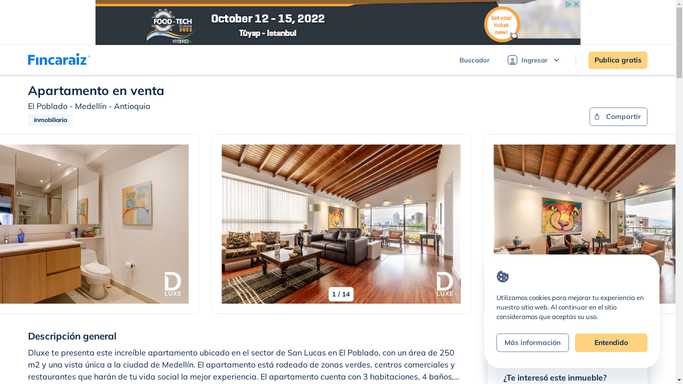 FOOD-TECH
October 12 - 15, 2022
Tüyap - Istanbul
Get your
ticket
now!
Fincaraiz
Buscador
Ingresar
Publica gratis
Apartamento en venta
El Poblado - Medellín - Antioquia
Inmobiliaria
Compartir
D
LUXE
1 / 14
D
LUXE
Utilizamos cookies para mejorar tu experiencia en
nuestro sitio web. Al continuar en el sitio
consideramos que aceptas su uso.
Más información
Entendido
Descripción general
Dluxe te presenta este increíble apartamento ubicado en el sector de San Lucas en El Poblado, con un área de 250
m2 y una vista única a la ciudad de Medellín. El apartamento está rodeado de zonas verdes, centros comerciales y
restaurantes que harán de tu vida social la mejor experiencia. El apartamento cuenta con 3 habitaciones, 4 baños,...
¿Te interesó este inmueble?